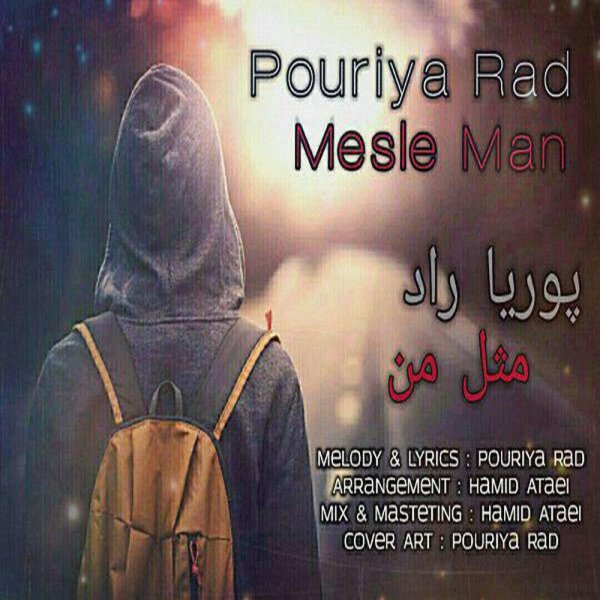 Pouriya Rad
Mesle Man
پوریا راد
مثل من
MELODY & LYRICS : POURIYA RAD
ARRANGEMENT : HAMID ATAEI
MIX & MASTETING : HAMID ATAEI
COVER ART : POURIYA RAD